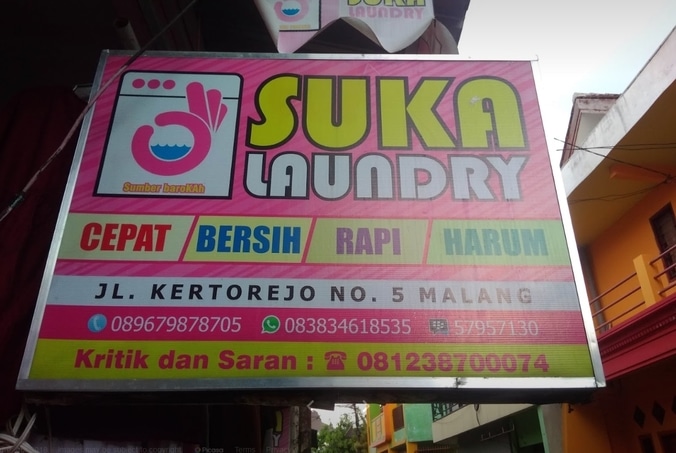 SUKA
LAUNDRY
SUKA
LAUNDRY
Sumber baroKAh
CEPAT BERSIH RAPI HARUM
JL. KERTOREJO NO. 5 MALANG
089679878705 083834618535 57957130
Kritik dan Saran : ☎ 081238700074